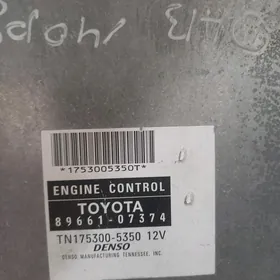 *1753005350T*
ENGINE CONTROL
TOYOTA
89661-07374
TN175300-5350 12V
DENSO
DENSO MANUFACTURING TENNESSEE, INC.